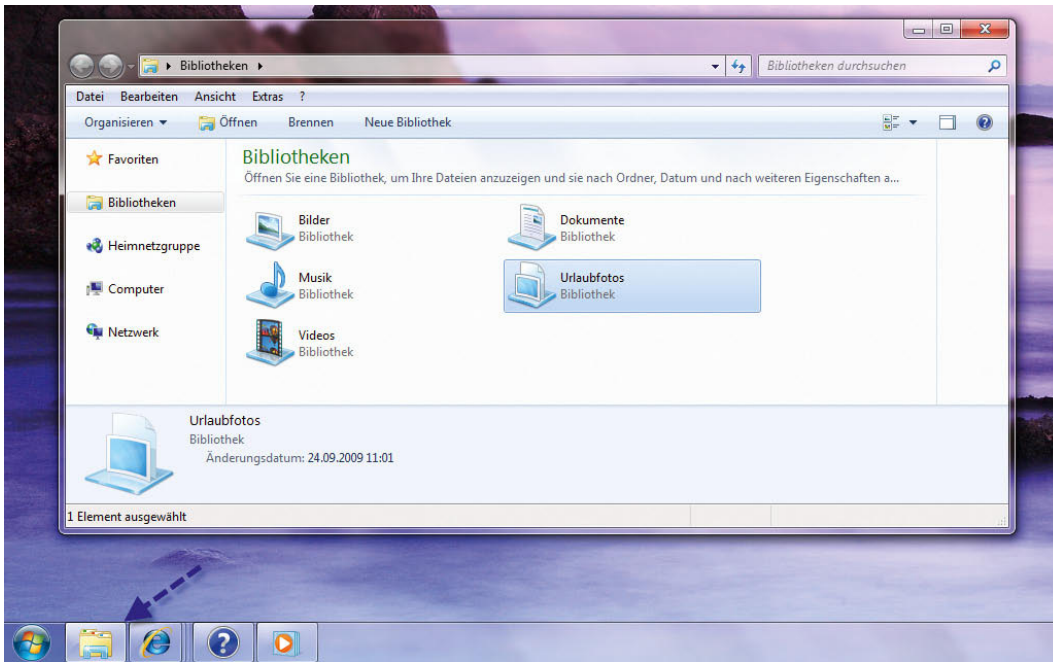 Bibliotheken
Bibliotheken durchsuchen
Datei Bearbeiten Ansicht Extras ?
Organisieren Öffnen Brennen Neue Bibliothek
Favoriten
Bibliotheken
Heimnetzgruppe
Computer
Netzwerk
Bibliotheken
Öffnen Sie eine Bibliothek, um Ihre Dateien anzuzeigen und sie nach Ordner, Datum und nach weiteren Eigenschaften a...
Bilder
Bibliothek
Dokumente
Bibliothek
Musik
Bibliothek
Urlaubfotos
Bibliothek
Videos
Bibliothek
Urlaubfotos
Bibliothek
Änderungsdatum: 24.09.2009 11:01
1 Element ausgewählt